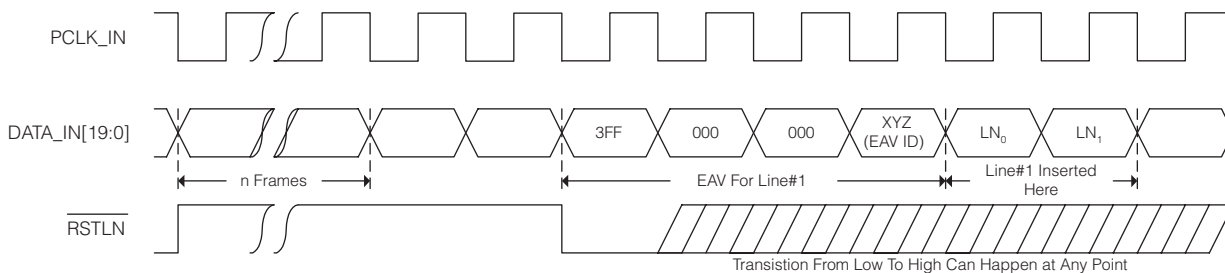 PCLK_IN
DATA_IN[19:0]
3FF
000
000
XYZ
(EAV ID)
LN0
LN1
n Frames
EAV For Line#1
Line#1 Inserted
Here
RSTLN
Transistion From Low To High Can Happen at Any Point